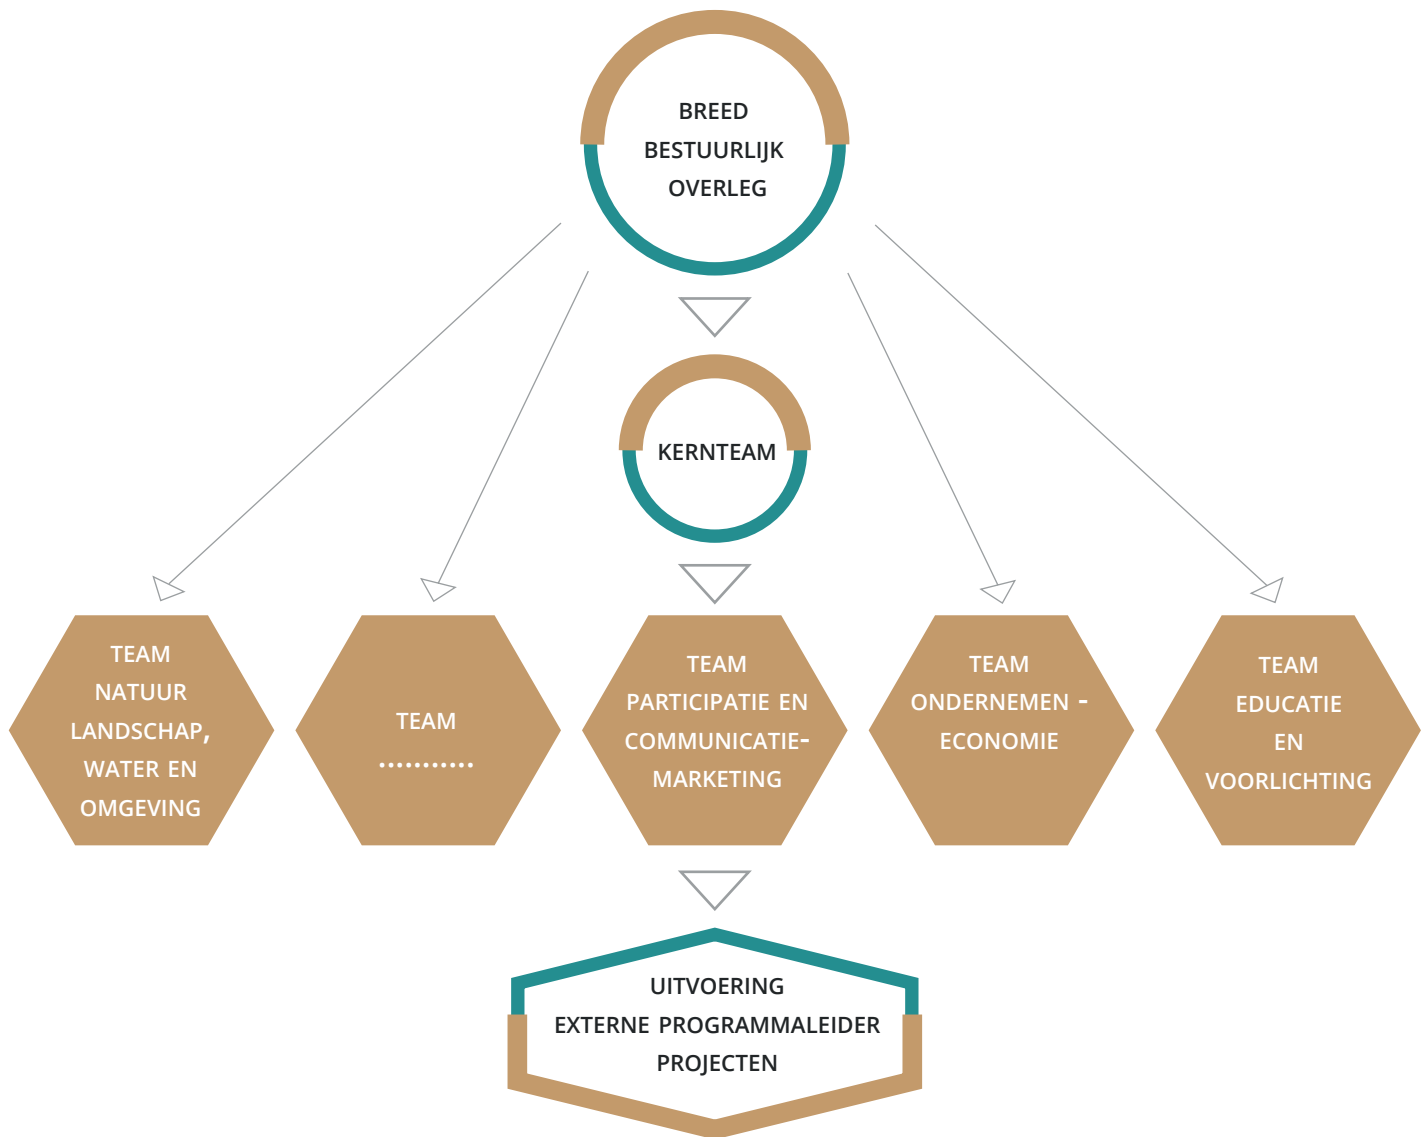 BREED
BESTUURLIJK
OVERLEG
KERNTEAM
TEAM
NATUUR
LANDSCHAP,
WATER EN
OMGEVING
TEAM
...........
TEAM
PARTICIPATIE EN
COMMUNICATIE-
MARKETING
TEAM
ONDERNEMEN -
ECONOMIE
TEAM
EDUCATIE
EN
VOORLICHTING
UITVOERING
EXTERNE PROGRAMMALEIDER
PROJECTEN